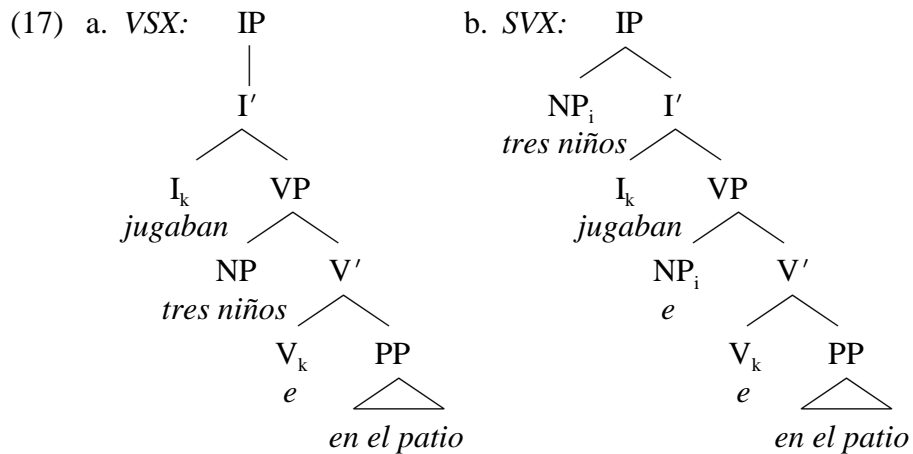 (17) a. VSX: IP b. SVX: IP
I′ NPᵢ I′
tres niños
Iₖ VP Iₖ VP
jugaban jugaban
NP V′ NPᵢ V′
tres niños e
Vₖ PP Vₖ PP
e e
en el patio en el patio